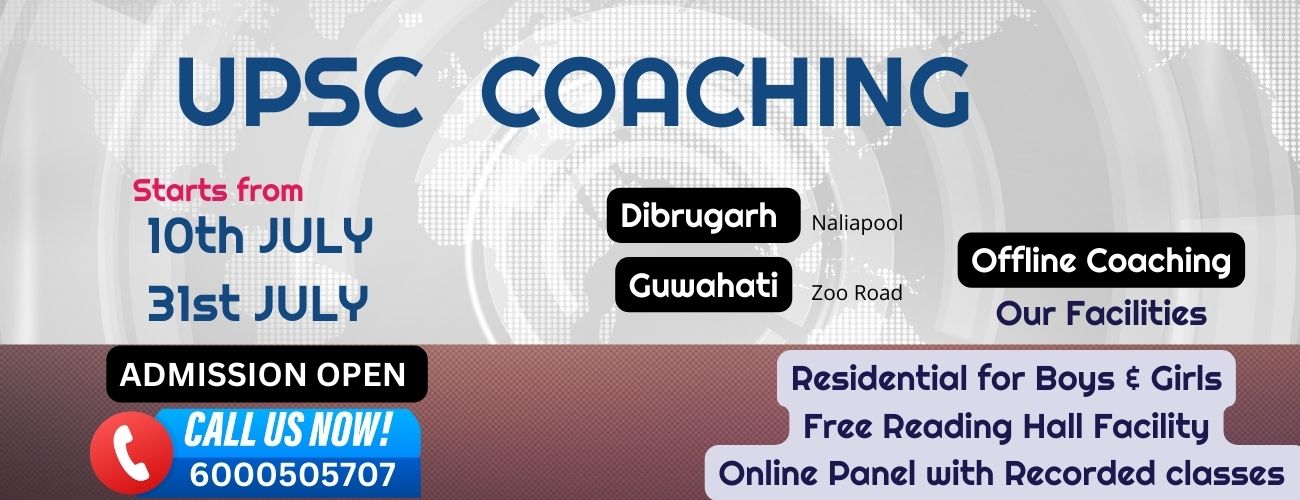 UPSC COACHING
Starts from
10th JULY
31st JULY
Dibrugarh Naliapool
Guwahati Zoo Road
Offline Coaching
Our Facilities
ADMISSION OPEN
CALL US NOW!
6000505707
Residential for Boys & Girls
Free Reading Hall Facility
Online Panel with Recorded classes